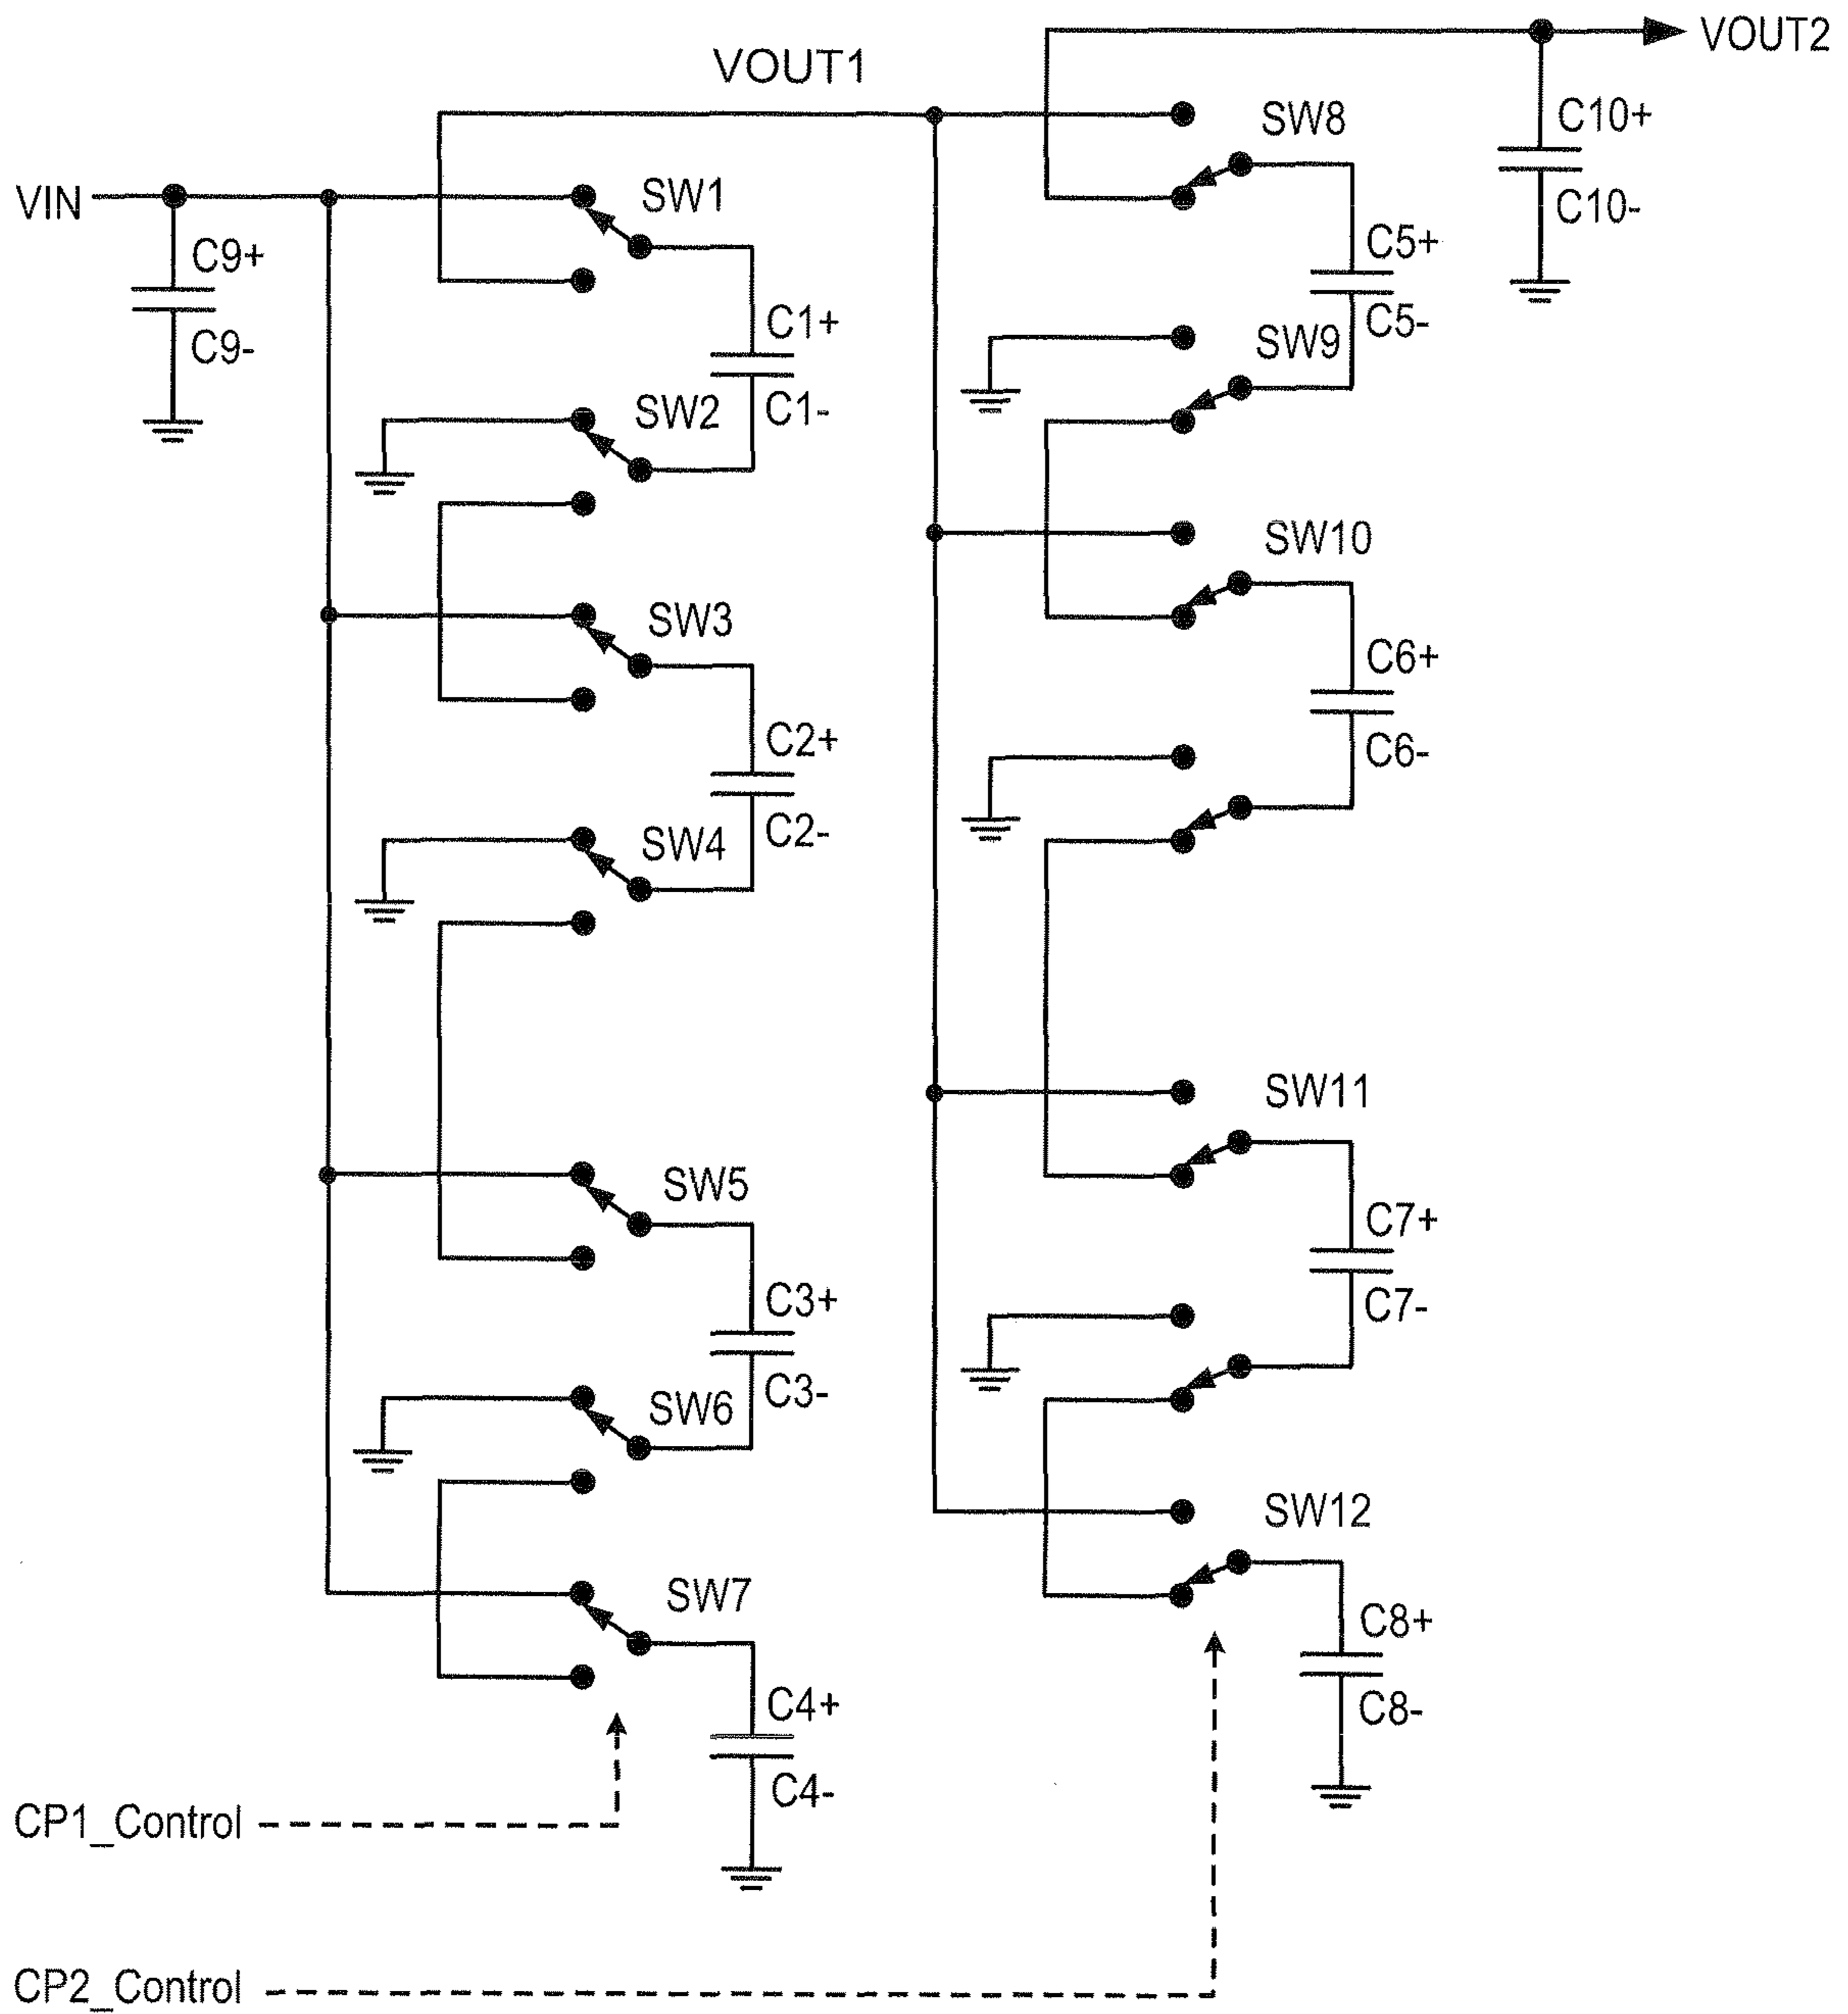 VOUT2
VOUT1
C10+
SW8
VIN
SW1
C10-
C9+
C5+
C1+
C5-
C9-
SW9
SW2
C1-
SW10
SW3
C6+
C2+
C6-
C2-
SW4
SW11
SW5
C7+
C3+
C7-
C3-
SW6
SW12
SW7
C8+
C4+
C8-
C4-
CP1_Control
CP2_Control